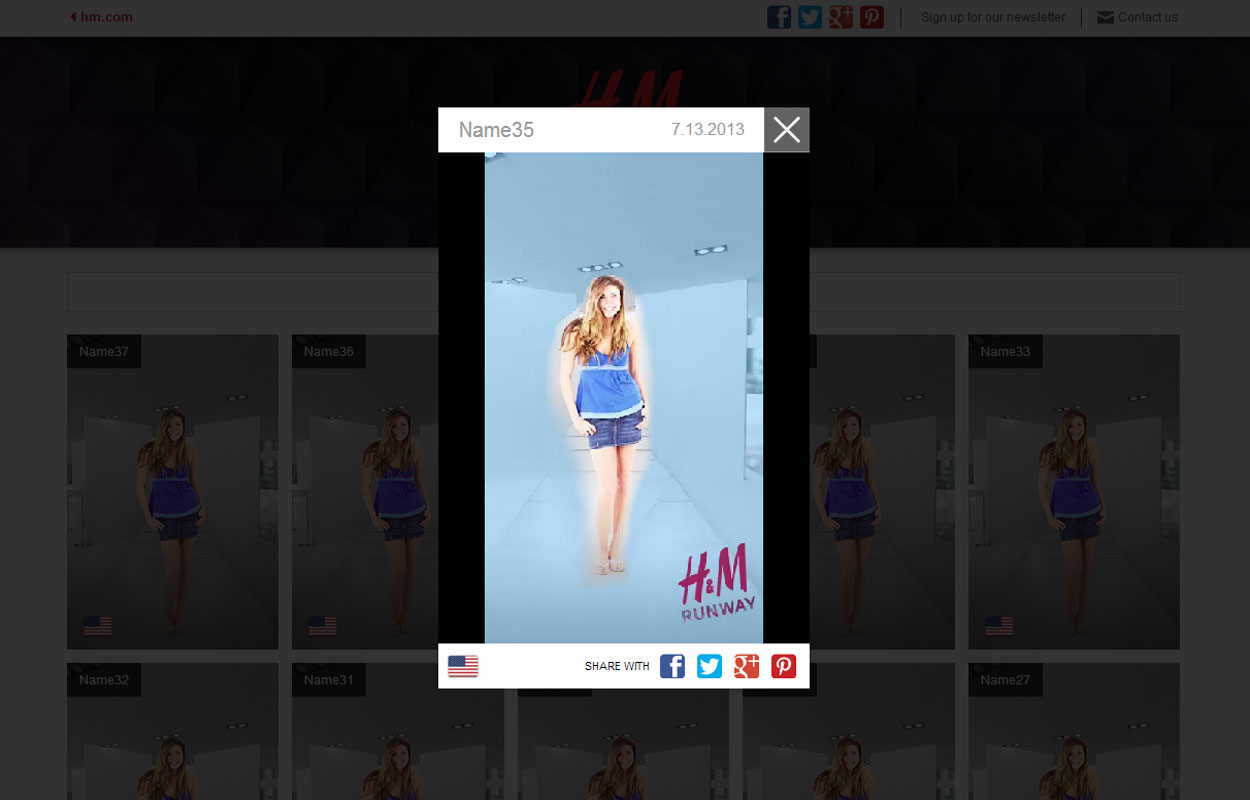 hm.com
Sign up for our newsletter
Contact us
H&M
Name35
7.13.2013
Name37
Name36
Name33
H&M
RUNWAY
SHARE WITH
Name32
Name31
Name27